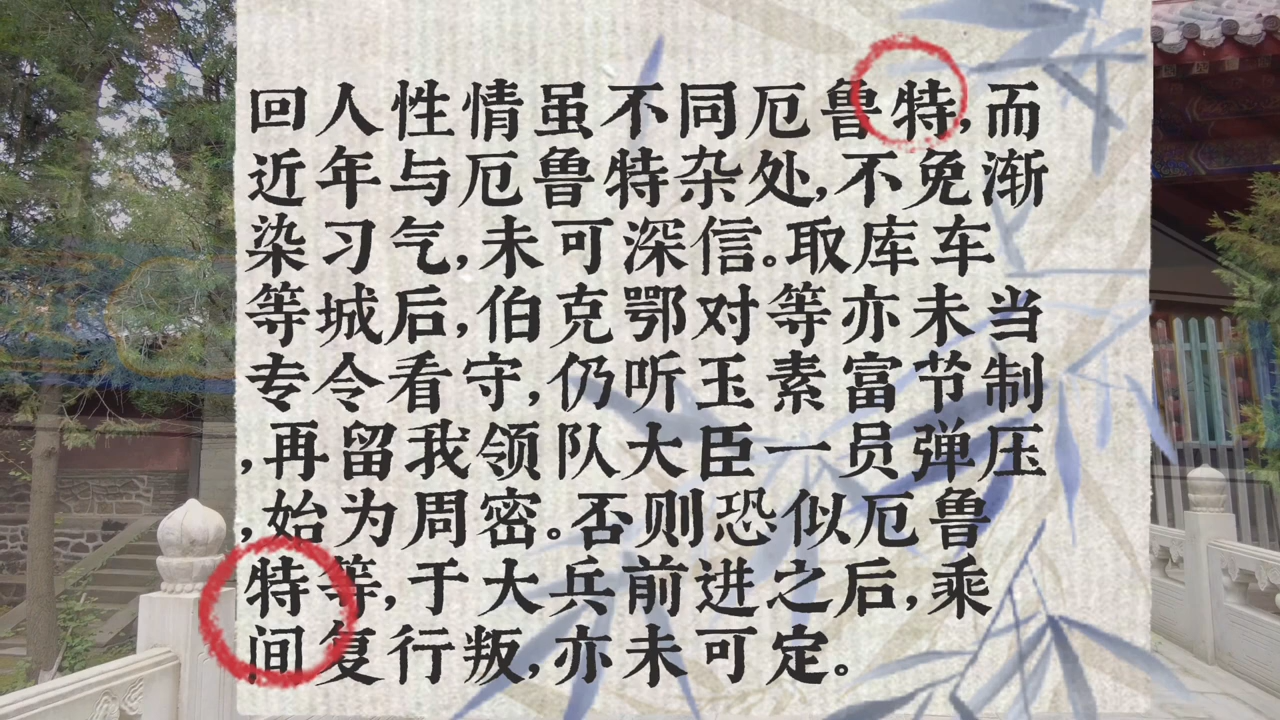 回人性情虽不同厄鲁特,而
近年与厄鲁特杂处,不免渐
染习气,未可深信。取库车
等城后,伯克鄂对等亦未当
专令看守,仍听玉素富节制
,再留我领队大臣一员弹压
,始为周密。否则恐似厄鲁
特等,于大兵前进之后,乘
间复行叛,亦未可定。